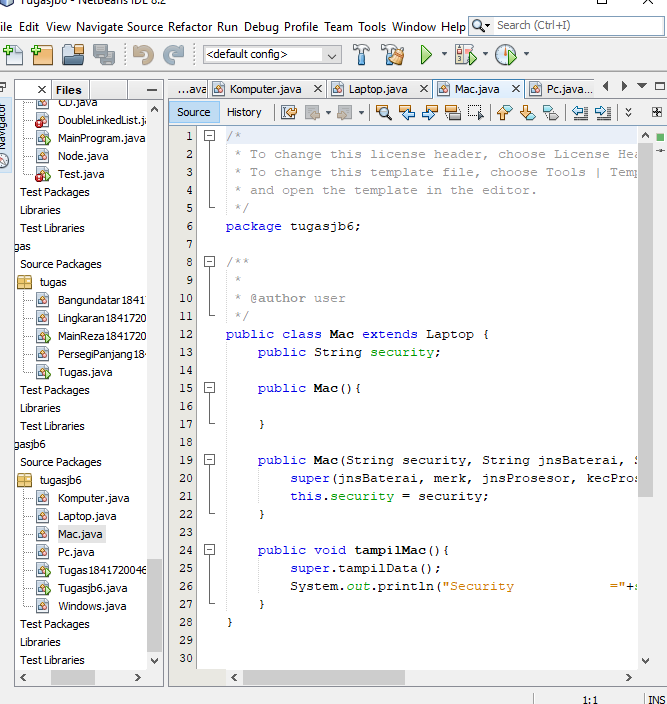 Tugasjb6 - NetBeans IDE 8.2
ile Edit View Navigate Source Refactor Run Debug Profile Team Tools Window Help
Search (Ctrl+I)
<default config>
Files
Navigator
CD.java
DoubleLinkedList.ja
MainProgram.java
Node.java
Test.java
Test Packages
Libraries
Test Libraries
gas
Source Packages
tugas
Bangundatar18417
Lingkaran1841720
MainReza1841720
PersegiPanjang184
Tugas.java
Test Packages
Libraries
Test Libraries
gasjb6
Source Packages
tugasjb6
Komputer.java
Laptop.java
Mac.java
Pc.java
Tugas1841720046
Tugasjb6.java
Windows.java
Test Packages
Libraries
Test Libraries
...ava Komputer.java Laptop.java Mac.java Pc.java...
Source History
1 /*
2 * To change this license header, choose License Hea
3 * To change this template file, choose Tools | Temp
4 * and open the template in the editor.
5 */
6 package tugasjb6;
7
8 /**
9 *
10 * @author user
11 */
12 public class Mac extends Laptop {
13 public String security;
14
15 public Mac(){
16
17 }
18
19 public Mac(String security, String jnsBaterai, S
20 super(jnsBaterai, merk, jnsProsesor, kecPros
21 this.security = security;
22 }
23
24 public void tampilMac(){
25 super.tampilData();
26 System.out.println("Security ="+s
27 }
28 }
29
30
1:1 INS